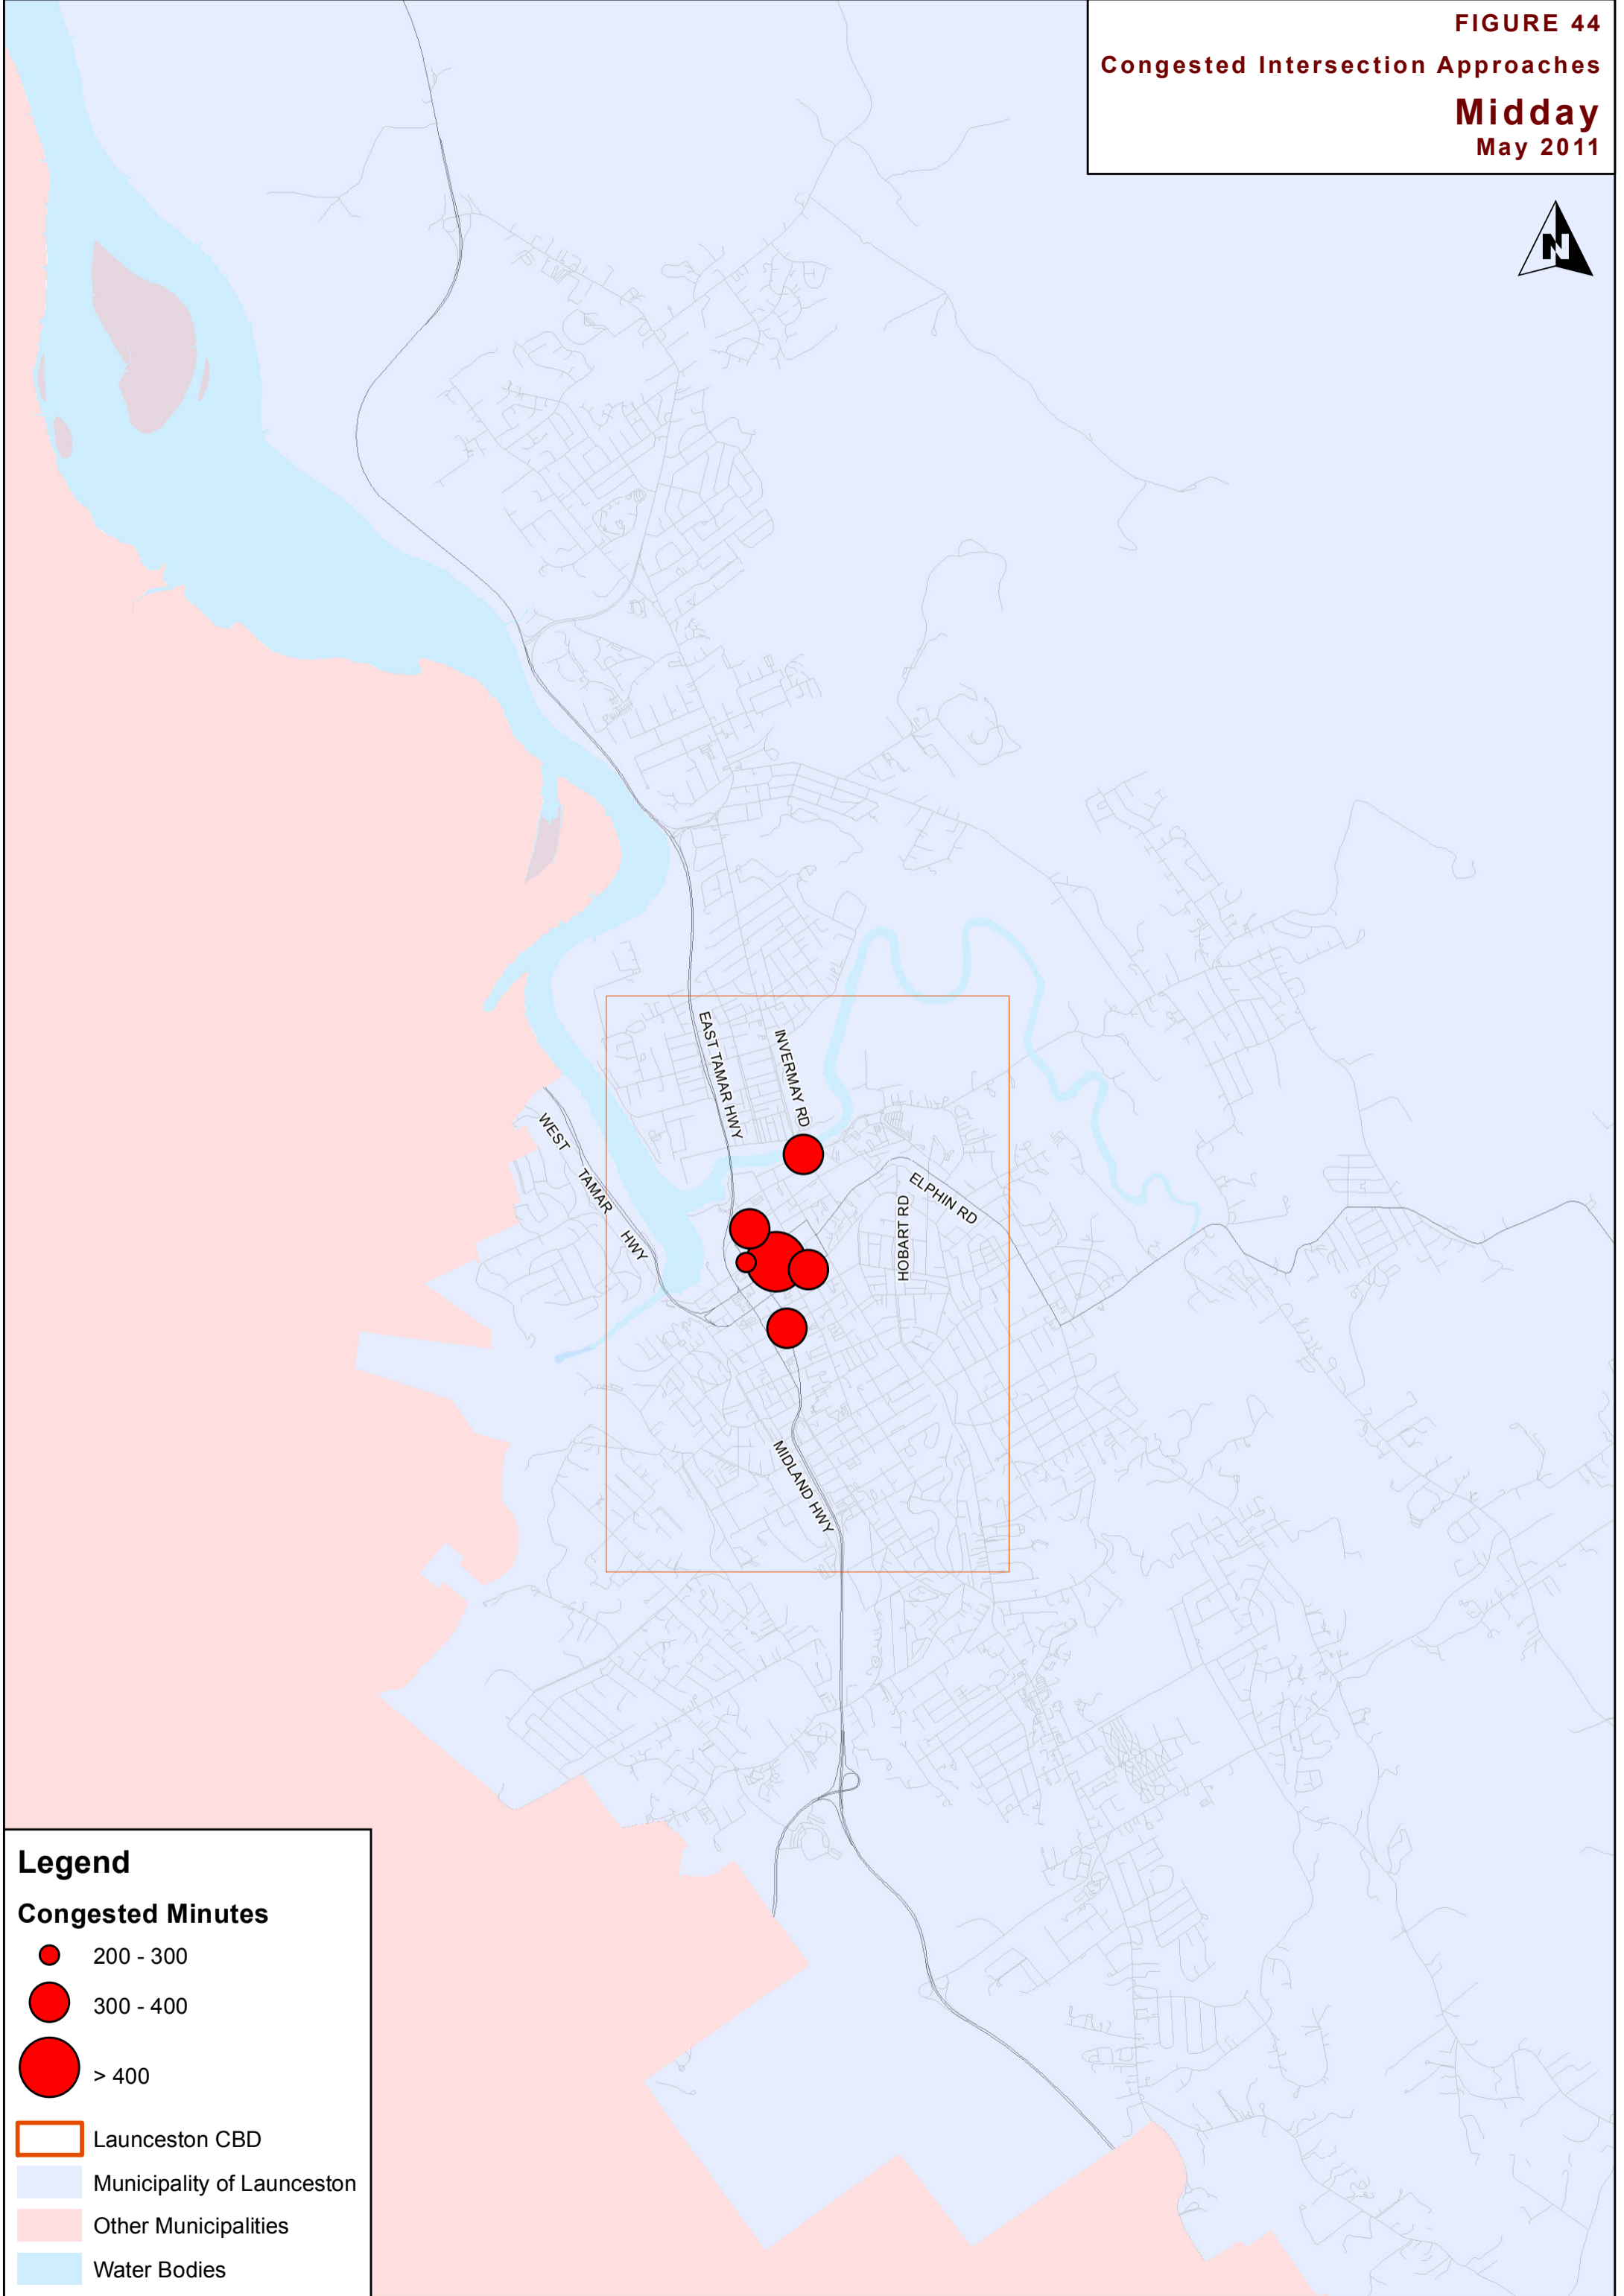 FIGURE 44
Congested Intersection Approaches
Midday
May 2011
N
EAST TAMAR HWY
INVERMAY RD
WEST TAMAR HWY
ELPHIN RD
HOBART RD
MIDLAND HWY
Legend
Congested Minutes
200 - 300
300 - 400
> 400
Launceston CBD
Municipality of Launceston
Other Municipalities
Water Bodies